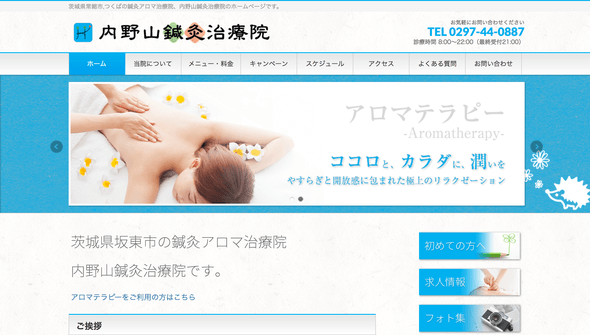 茨城県常総市,つくばの鍼灸アロマ治療院、内野山鍼灸治療院のホームページです。
内野山鍼灸治療院
お気軽にお問い合わせください
TEL 0297-44-0887
診療時間 8:00〜22:00（最終受付21:00）
ホーム
当院について
メニュー・料金
キャンペーン
スケジュール
アクセス
よくある質問
お問い合わせ
アロマテラピー
-Aromatherapy-
ココロと、カラダに、潤いを
やすらぎと開放感に包まれた極上のリラクゼーション
茨城県坂東市の鍼灸アロマ治療院
内野山鍼灸治療院です。
アロマテラピーをご利用の方はこちら
ご挨拶
初めての方へ
求人情報
フォト集